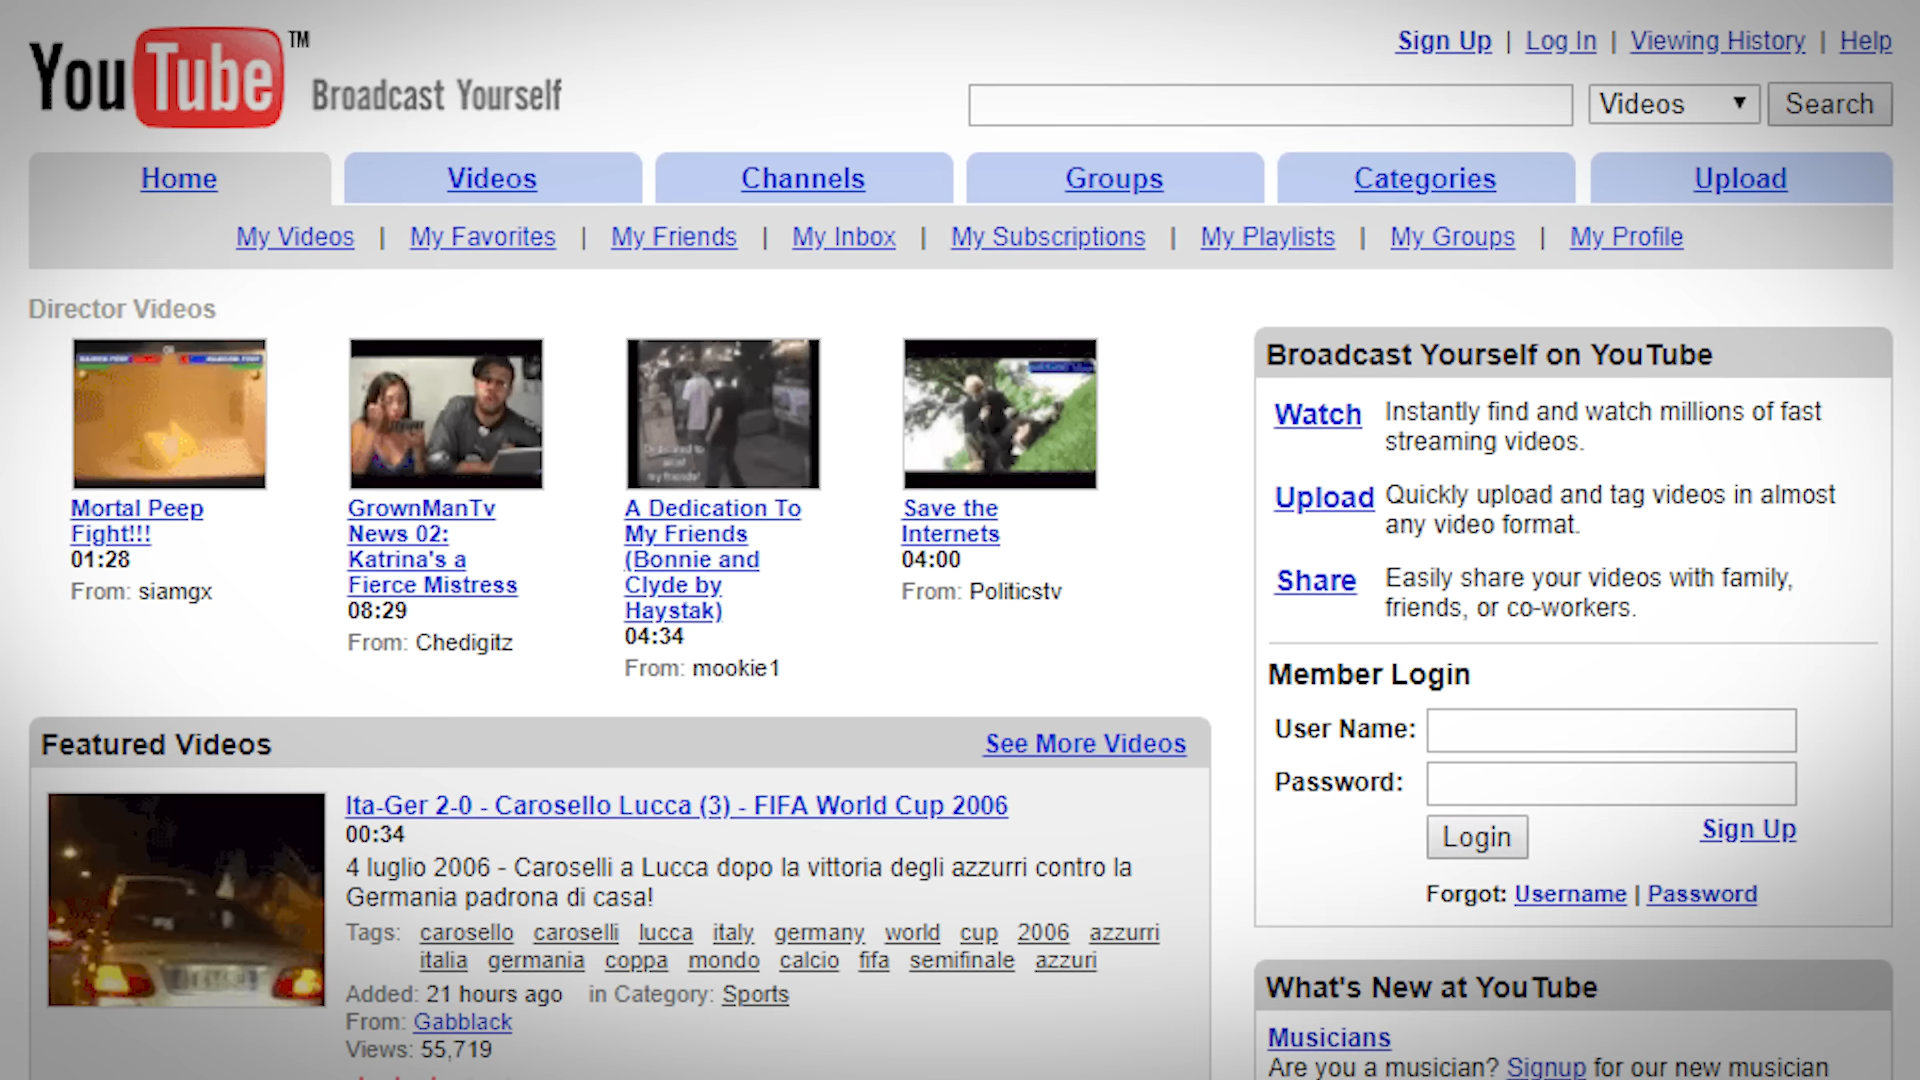 YouTube™ Broadcast Yourself
Sign Up | Log In | Viewing History | Help
Videos ▼ Search
Home Videos Channels Groups Categories Upload
My Videos | My Favorites | My Friends | My Inbox | My Subscriptions | My Playlists | My Groups | My Profile
Director Videos
Mortal Peep
Fight!!!
01:28
From: siamgx
GrownManTv
News 02:
Katrina's a
Fierce Mistress
08:29
From: Chedigitz
A Dedication To
My Friends
(Bonnie and
Clyde by
Haystak)
04:34
From: mookie1
Save the
Internets
04:00
From: Politicstv
Featured Videos See More Videos
Ita-Ger 2-0 - Carosello Lucca (3) - FIFA World Cup 2006
00:34
4 luglio 2006 - Caroselli a Lucca dopo la vittoria degli azzurri contro la
Germania padrona di casa!
Tags: carosello caroselli lucca italy germany world cup 2006 azzurri
italia germania coppa mondo calcio fifa semifinale azzuri
Added: 21 hours ago in Category: Sports
From: Gabblack
Views: 55,719
Broadcast Yourself on YouTube
Watch Instantly find and watch millions of fast
streaming videos.
Upload Quickly upload and tag videos in almost
any video format.
Share Easily share your videos with family,
friends, or co-workers.
Member Login
User Name:
Password:
Login Sign Up
Forgot: Username | Password
What's New at YouTube
Musicians
Are you a musician? Signup for our new musician